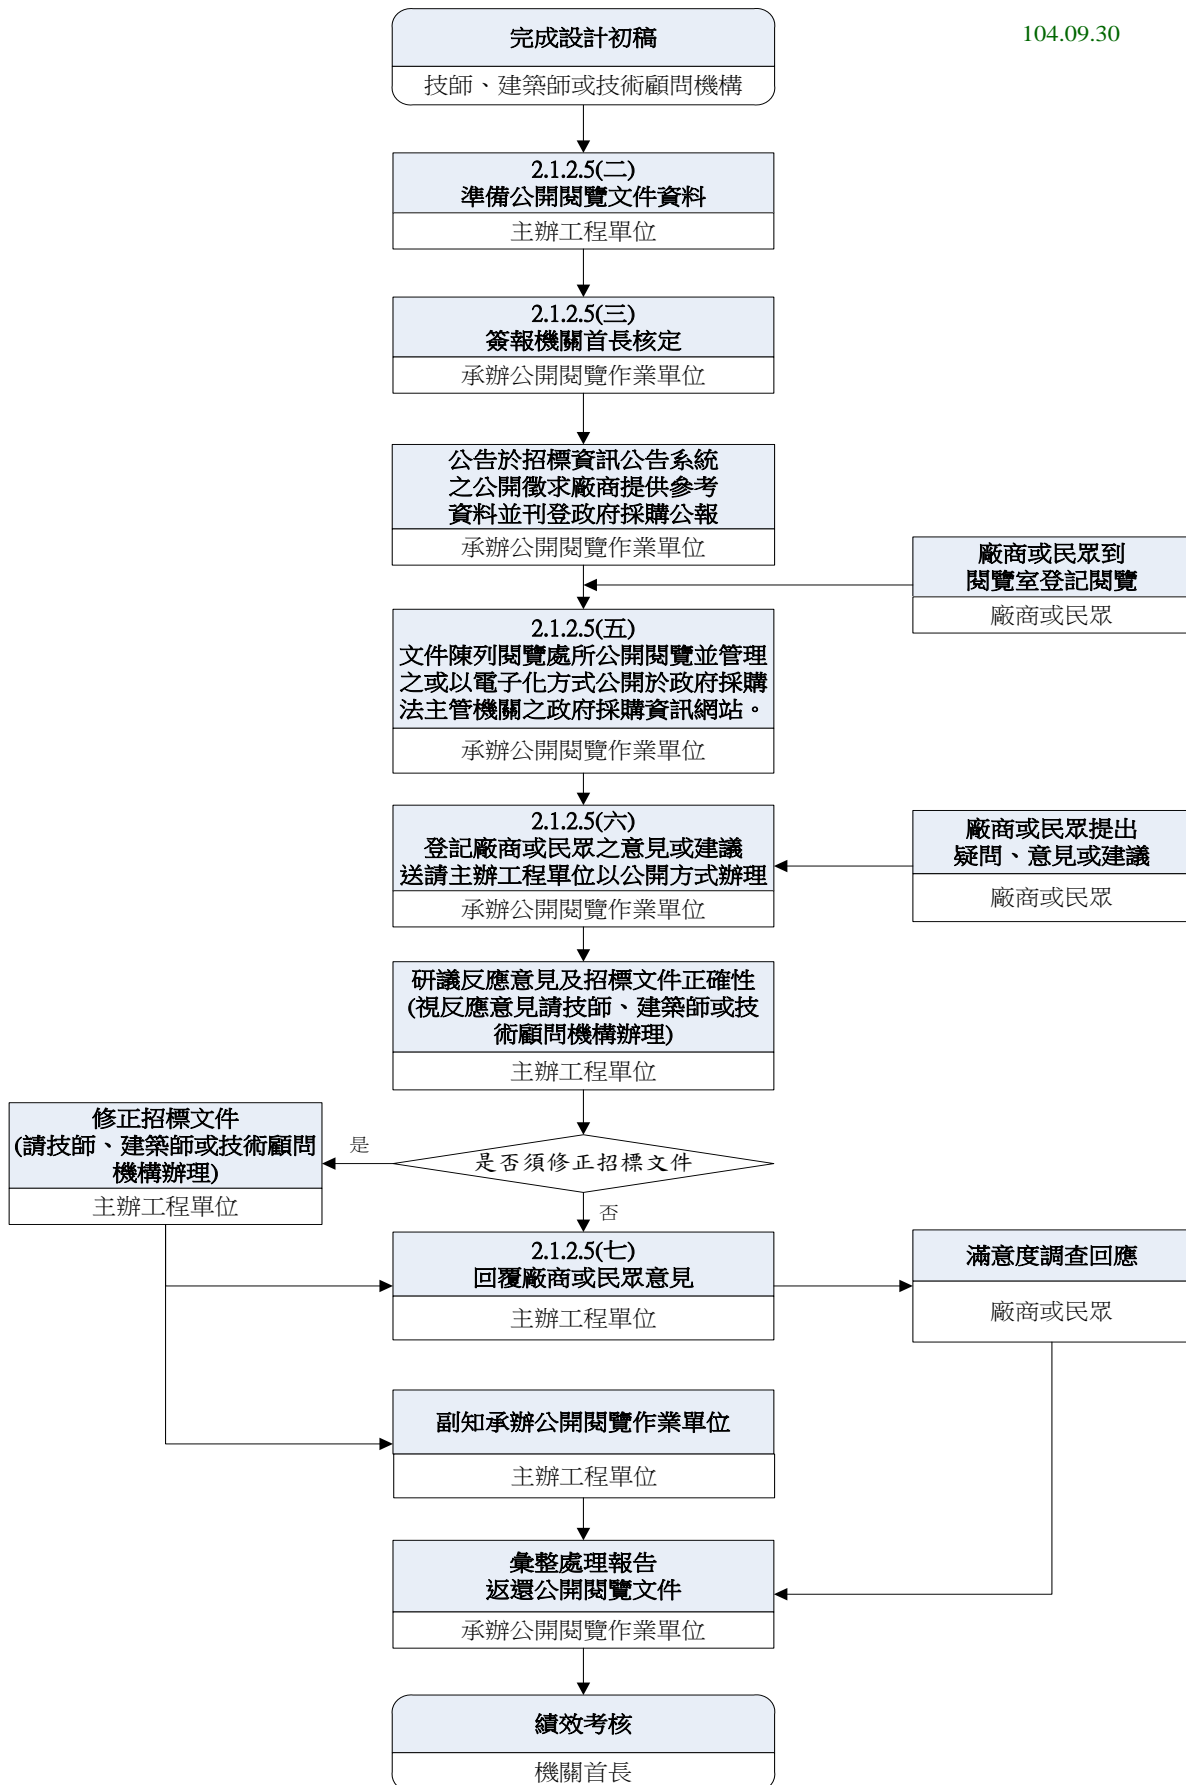 104.09.30
完成設計初稿
技師、建築師或技術顧問機構
2.1.2.5(二)
準備公開閱覽文件資料
主辦工程單位
2.1.2.5(三)
簽報機關首長核定
承辦公開閱覽作業單位
公告於招標資訊公告系統
之公開徵求廠商提供參考
資料並刊登政府採購公報
承辦公開閱覽作業單位
廠商或民眾到
閱覽室登記閱覽
廠商或民眾
2.1.2.5(五)
文件陳列閱覽處所公開閱覽並管理
之或以電子化方式公開於政府採購
法主管機關之政府採購資訊網站。
承辦公開閱覽作業單位
2.1.2.5(六)
登記廠商或民眾之意見或建議
送請主辦工程單位以公開方式辦理
承辦公開閱覽作業單位
廠商或民眾提出
疑問、意見或建議
廠商或民眾
研議反應意見及招標文件正確性
(視反應意見請技師、建築師或技
術顧問機構辦理)
主辦工程單位
是否須修正招標文件
是
修正招標文件
(請技師、建築師或技術顧問
機構辦理)
主辦工程單位
否
2.1.2.5(七)
回覆廠商或民眾意見
主辦工程單位
滿意度調查回應
廠商或民眾
副知承辦公開閱覽作業單位
主辦工程單位
彙整處理報告
返還公開閱覽文件
承辦公開閱覽作業單位
績效考核
機關首長